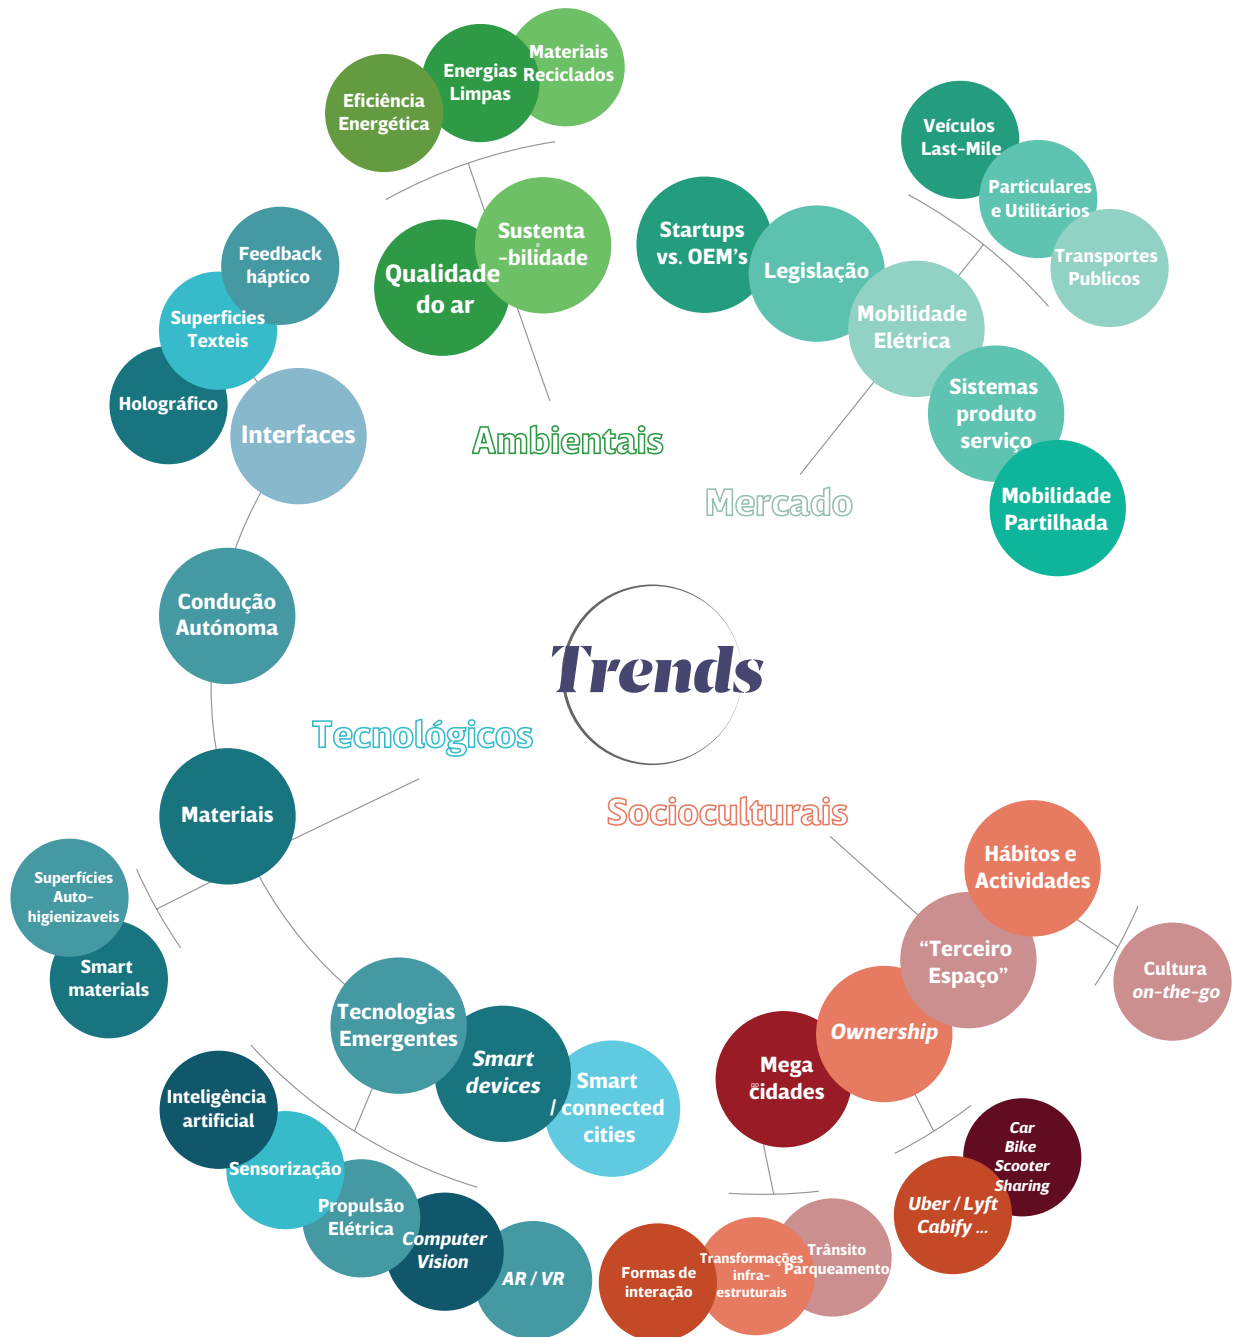 Eficiência
Energética
Energias
Limpas
Materiais
Reciclados
Qualidade
do ar
Sustenta
-bilidade
Ambientais
Veículos
Last-Mile
Particulares
e Utilitários
Transportes
Publicos
Startups
vs. OEM's
Legislação
Mobilidade
Elétrica
Sistemas
produto
serviço
Mobilidade
Partilhada
Mercado
Feedback
háptico
Superficies
Texteis
Holográfico
Interfaces
Condução
Autónoma
Materiais
Superfícies
Auto-
higienizaveis
Smart
materials
Tecnológicos
Trends
Tecnologias
Emergentes
Smart
devices
Smart
/ connected
cities
Inteligência
artificial
Sensorização
Propulsão
Elétrica
Computer
Vision
AR / VR
Socioculturais
Hábitos e
Actividades
“Terceiro
Espaço”
Ownership
Mega
cidades
Cultura
on-the-go
Car
Bike
Scooter
Sharing
Uber / Lyft
Cabify ...
Formas de
interação
Transformações
infra-
estruturais
Trânsito
Parqueamento